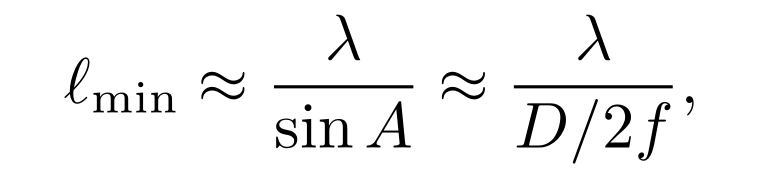 ℓ_min ≈ λ / sin A ≈ λ / (D/2f),